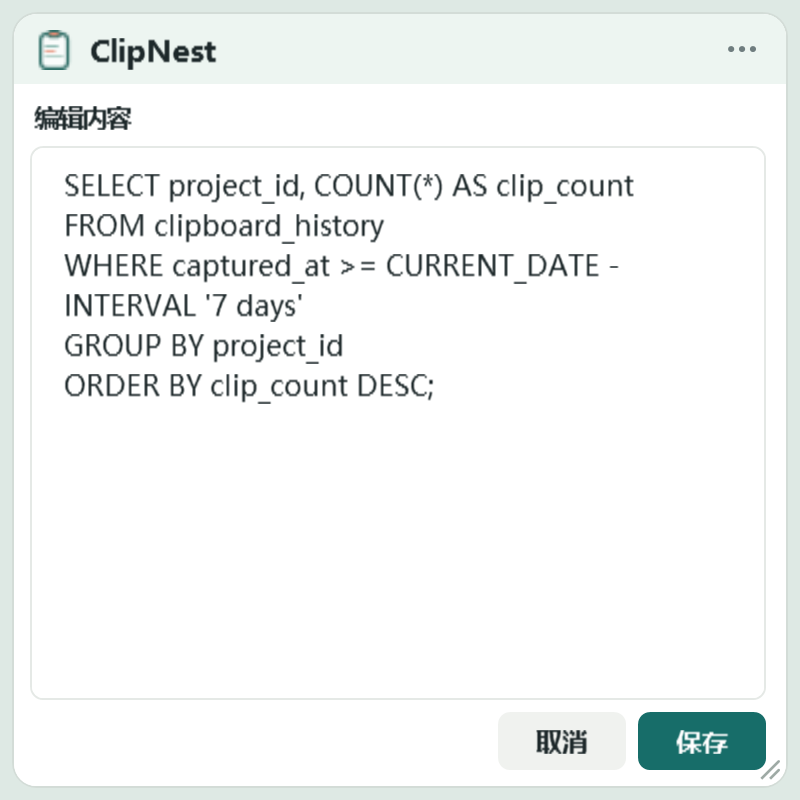 ClipNest
编辑内容
SELECT project_id, COUNT(*) AS clip_count
FROM clipboard_history
WHERE captured_at >= CURRENT_DATE -
INTERVAL '7 days'
GROUP BY project_id
ORDER BY clip_count DESC;
取消
保存